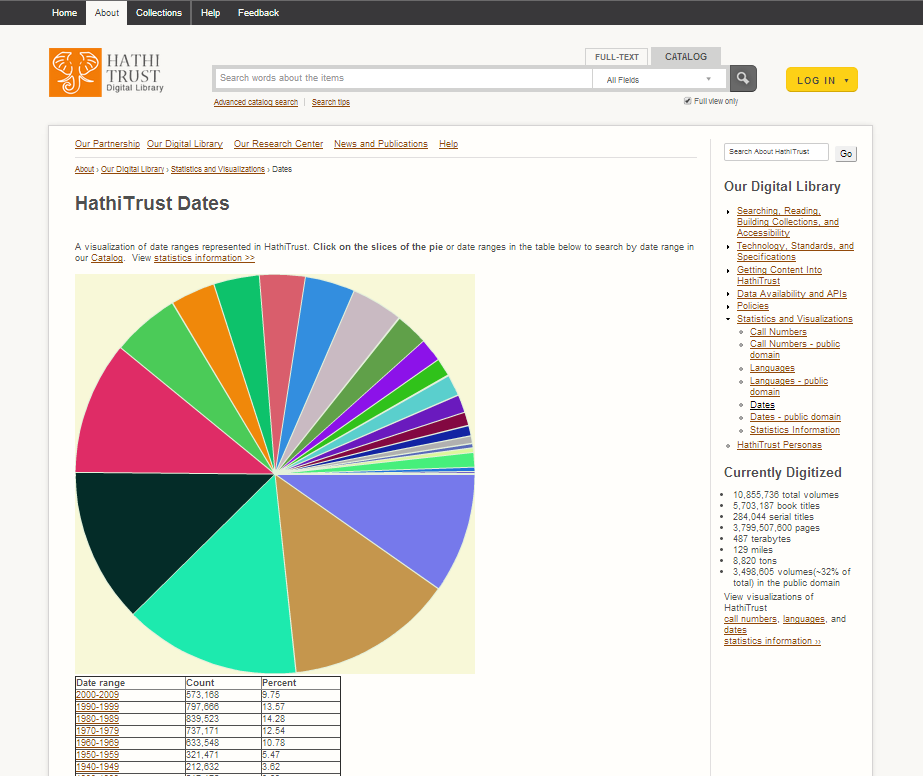 Home About Collections Help Feedback
HATHI
TRUST
Digital Library
FULL-TEXT CATALOG
Search words about the items All Fields
LOG IN
Advanced catalog search Search tips Full view only
Our Partnership Our Digital Library Our Research Center News and Publications Help
About › Our Digital Library › Statistics and Visualizations › Dates
HathiTrust Dates
A visualization of date ranges represented in HathiTrust. Click on the slices of the pie or date ranges in the table below to search by date range in
our Catalog. View statistics information >>
Date range Count Percent
2000-2009 573,168 9.75
1990-1999 797,666 13.57
1980-1989 839,523 14.28
1970-1979 737,171 12.54
1960-1969 633,548 10.78
1950-1959 321,471 5.47
1940-1949 212,632 3.62
Search About HathiTrust Go
Our Digital Library
Searching, Reading,
Building Collections, and
Accessibility
Technology, Standards, and
Specifications
Getting Content Into
HathiTrust
Data Availability and APIs
Policies
Statistics and Visualizations
Call Numbers
Call Numbers - public
domain
Languages
Languages - public
domain
Dates
Dates - public domain
Statistics Information
HathiTrust Personas
Currently Digitized
10,855,736 total volumes
5,703,187 book titles
284,044 serial titles
3,799,507,600 pages
487 terabytes
129 miles
8,820 tons
3,498,605 volumes(~32% of
total) in the public domain
View visualizations of
HathiTrust
call numbers, languages, and
dates
statistics information »